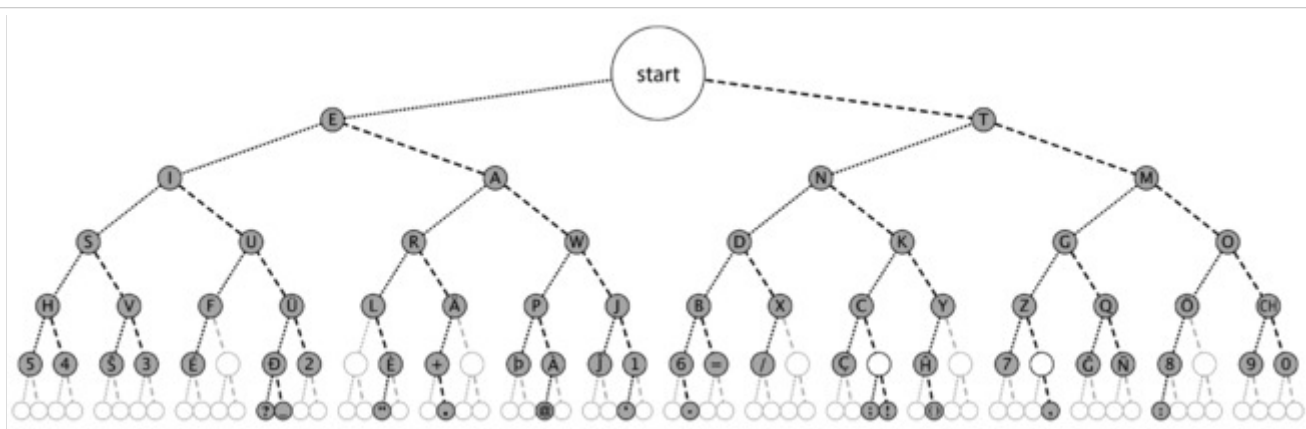 start
E T
I A N M
S U R W D K G O
H V F Ü L Ä P J B X C Y Z Q Ö CH
5 4 Ŝ 3 É Đ 2 È + Þ À Ĵ 1 6 = / Ç Ĥ 7 Ĝ Ñ 8 9 0
? _ " . @ ' - ; ! () , :